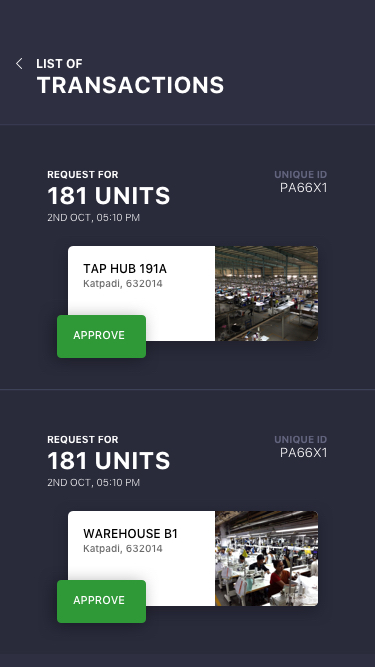 LIST OF
TRANSACTIONS
REQUEST FOR
UNIQUE ID
181 UNITS
PA66X1
2ND OCT, 05:10 PM
TAP HUB 191A
Katpadi, 632014
APPROVE
REQUEST FOR
UNIQUE ID
181 UNITS
PA66X1
2ND OCT, 05:10 PM
WAREHOUSE B1
Katpadi, 632014
APPROVE